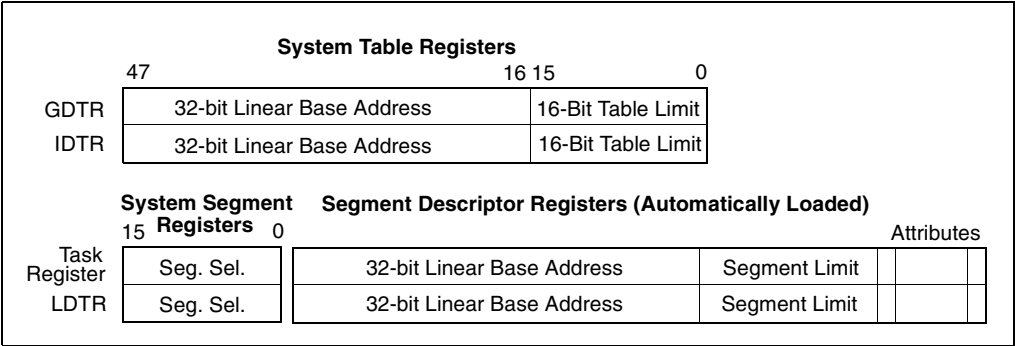 System Table Registers
47 16 15 0
GDTR 32-bit Linear Base Address 16-Bit Table Limit
IDTR 32-bit Linear Base Address 16-Bit Table Limit
System Segment Registers Segment Descriptor Registers (Automatically Loaded)
15 0 Attributes
Task Register Seg. Sel. 32-bit Linear Base Address Segment Limit
LDTR Seg. Sel. 32-bit Linear Base Address Segment Limit